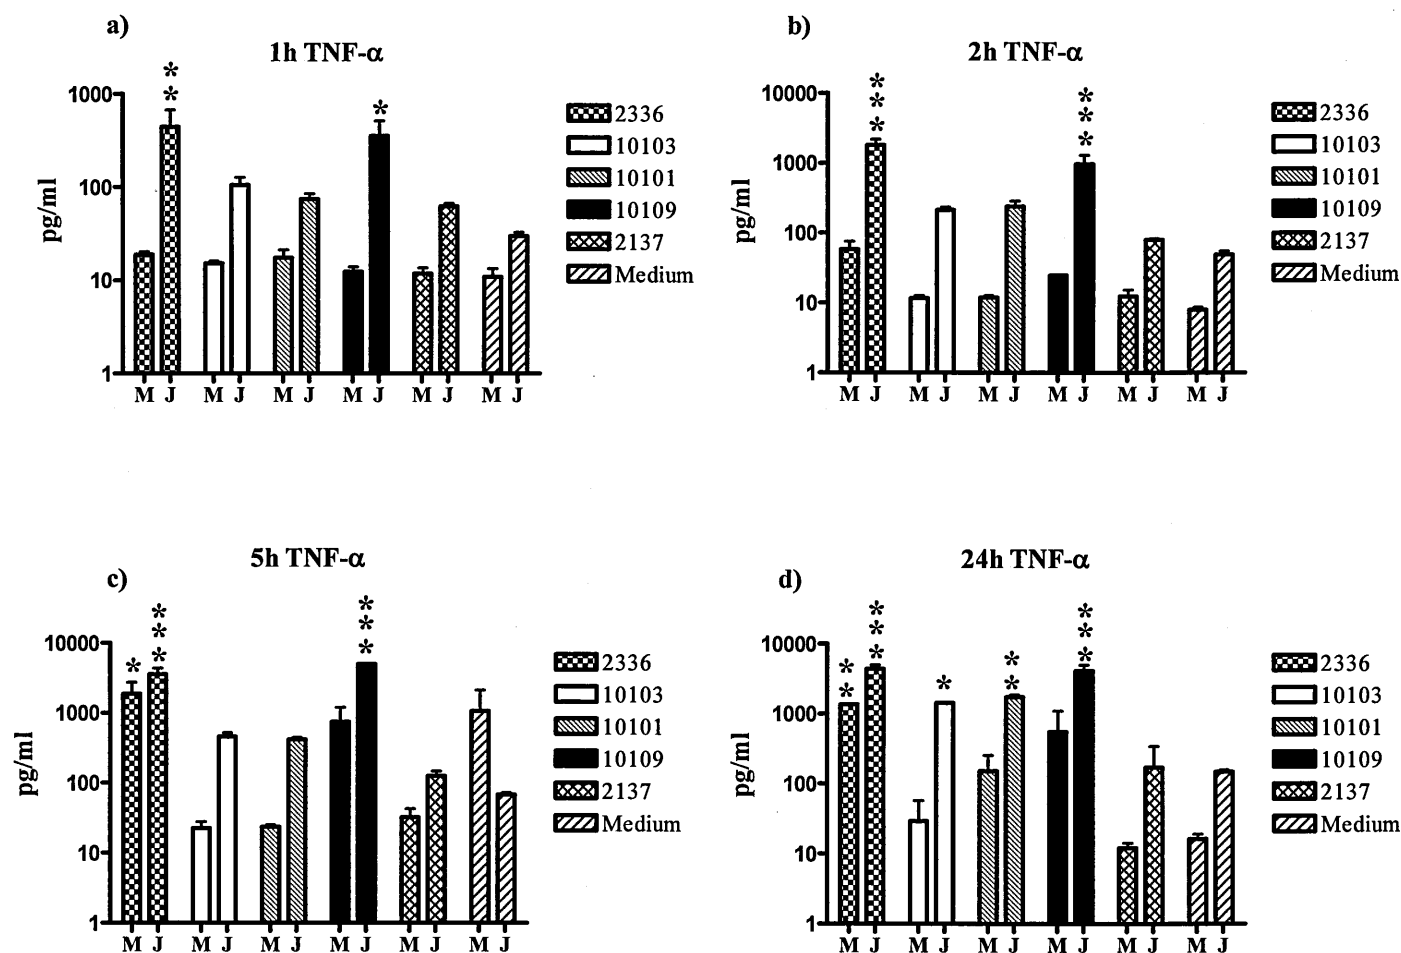 a)
1h TNF-α
* *
*
1000
100
10
1
pg/ml
M J M J M J M J M J M J
2336
10103
10101
10109
2137
Medium
b)
2h TNF-α
* * *
* * *
10000
1000
100
10
1
pg/ml
M J M J M J M J M J M J
2336
10103
10101
10109
2137
Medium
c)
5h TNF-α
*
* * *
* * *
10000
1000
100
10
1
pg/ml
M J M J M J M J M J M J
2336
10103
10101
10109
2137
Medium
d)
24h TNF-α
* *
* * *
*
* *
* * *
10000
1000
100
10
1
pg/ml
M J M J M J M J M J M J
2336
10103
10101
10109
2137
Medium